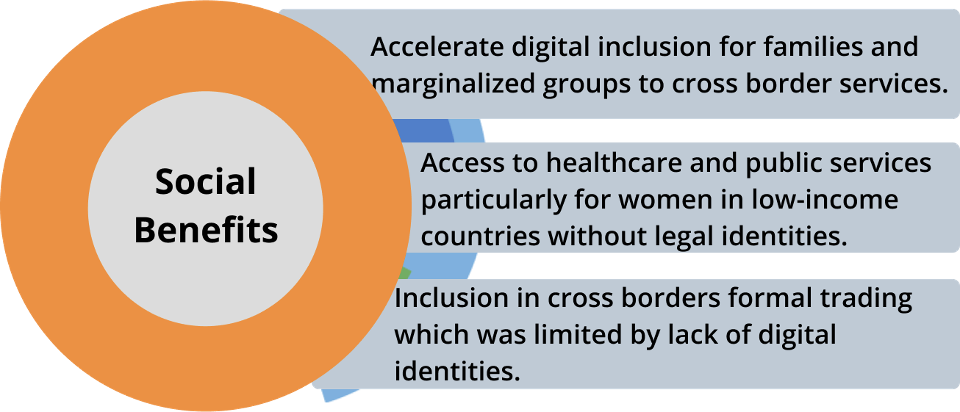 Social
Benefits
Accelerate digital inclusion for families and
marginalized groups to cross border services.
Access to healthcare and public services
particularly for women in low-income
countries without legal identities.
Inclusion in cross borders formal trading
which was limited by lack of digital
identities.